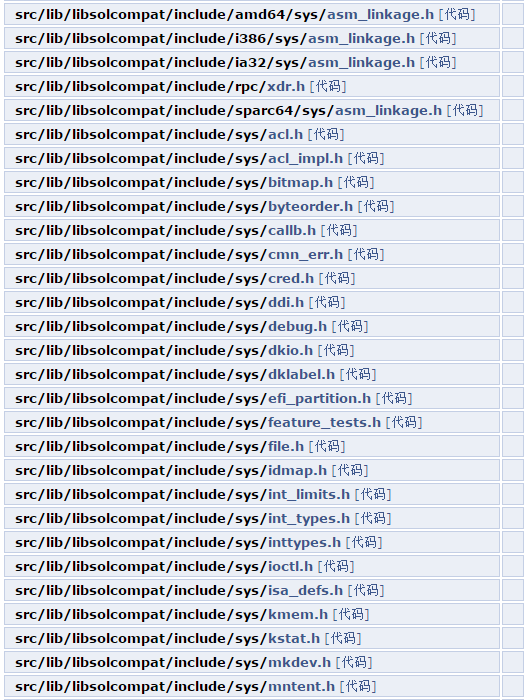 src/lib/libsolcompat/include/amd64/sys/asm_linkage.h [代码]
src/lib/libsolcompat/include/i386/sys/asm_linkage.h [代码]
src/lib/libsolcompat/include/ia32/sys/asm_linkage.h [代码]
src/lib/libsolcompat/include/rpc/xdr.h [代码]
src/lib/libsolcompat/include/sparc64/sys/asm_linkage.h [代码]
src/lib/libsolcompat/include/sys/acl.h [代码]
src/lib/libsolcompat/include/sys/acl_impl.h [代码]
src/lib/libsolcompat/include/sys/bitmap.h [代码]
src/lib/libsolcompat/include/sys/byteorder.h [代码]
src/lib/libsolcompat/include/sys/callb.h [代码]
src/lib/libsolcompat/include/sys/cmn_err.h [代码]
src/lib/libsolcompat/include/sys/cred.h [代码]
src/lib/libsolcompat/include/sys/ddi.h [代码]
src/lib/libsolcompat/include/sys/debug.h [代码]
src/lib/libsolcompat/include/sys/dkio.h [代码]
src/lib/libsolcompat/include/sys/dklabel.h [代码]
src/lib/libsolcompat/include/sys/efi_partition.h [代码]
src/lib/libsolcompat/include/sys/feature_tests.h [代码]
src/lib/libsolcompat/include/sys/file.h [代码]
src/lib/libsolcompat/include/sys/idmap.h [代码]
src/lib/libsolcompat/include/sys/int_limits.h [代码]
src/lib/libsolcompat/include/sys/int_types.h [代码]
src/lib/libsolcompat/include/sys/inttypes.h [代码]
src/lib/libsolcompat/include/sys/ioctl.h [代码]
src/lib/libsolcompat/include/sys/isa_defs.h [代码]
src/lib/libsolcompat/include/sys/kmem.h [代码]
src/lib/libsolcompat/include/sys/kstat.h [代码]
src/lib/libsolcompat/include/sys/mkdev.h [代码]
src/lib/libsolcompat/include/sys/mntent.h [代码]